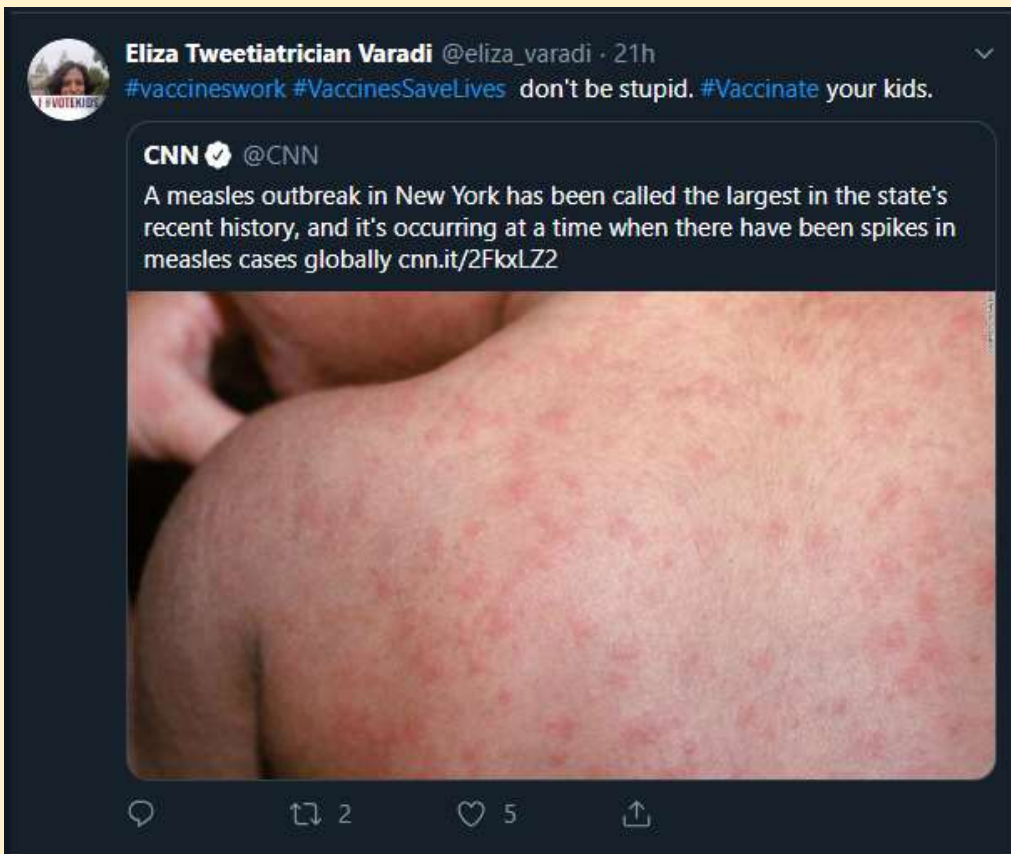 Eliza Tweetiatrician Varadi @eliza_varadi · 21h
#vaccineswork #VaccinesSaveLives don't be stupid. #Vaccinate your kids.
CNN @CNN
A measles outbreak in New York has been called the largest in the state's
recent history, and it's occurring at a time when there have been spikes in
measles cases globally cnn.it/2FkxLZ2
2 5